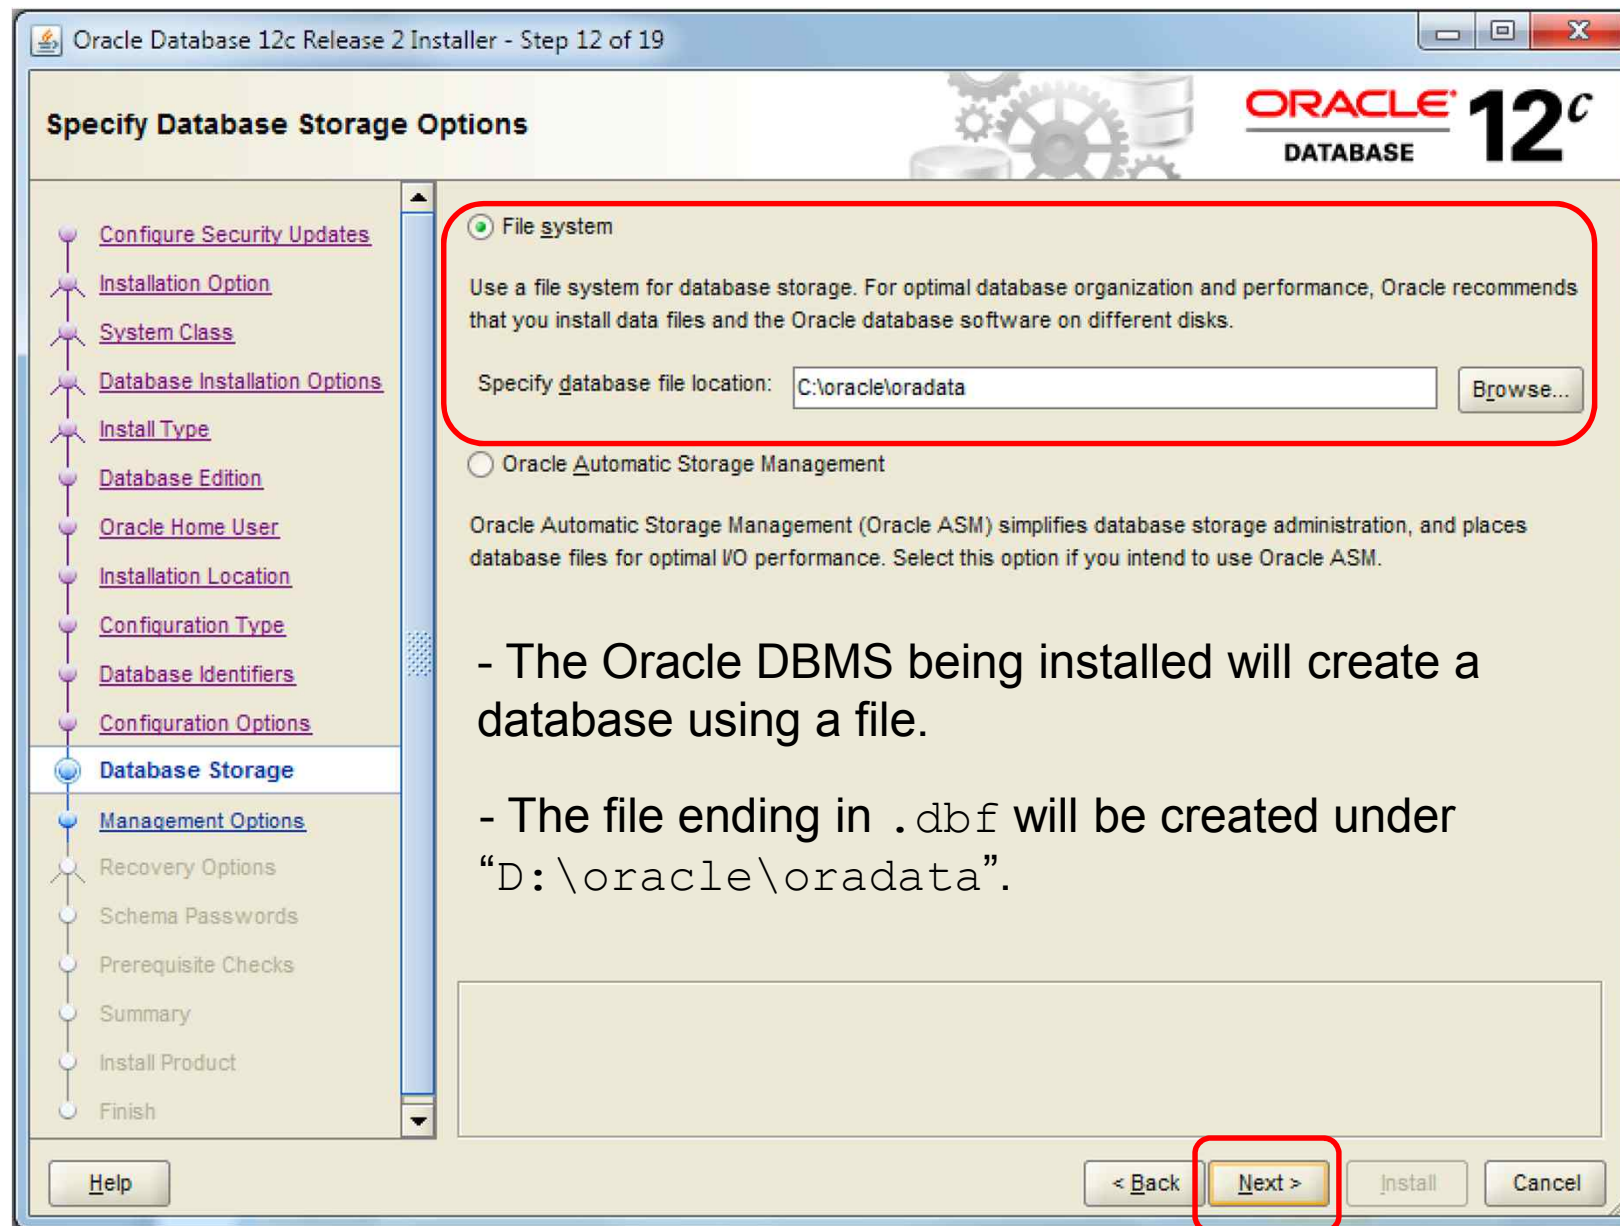 Oracle Database 12c Release 2 Installer - Step 12 of 19
Specify Database Storage Options
ORACLE
DATABASE
12c
Configure Security Updates
Installation Option
System Class
Database Installation Options
Install Type
Database Edition
Oracle Home User
Installation Location
Configuration Type
Database Identifiers
Configuration Options
Database Storage
Management Options
Recovery Options
Schema Passwords
Prerequisite Checks
Summary
Install Product
Finish
File system
Use a file system for database storage. For optimal database organization and performance, Oracle recommends
that you install data files and the Oracle database software on different disks.
Specify database file location: C:\oracle\oradata Browse...
Oracle Automatic Storage Management
Oracle Automatic Storage Management (Oracle ASM) simplifies database storage administration, and places
database files for optimal I/O performance. Select this option if you intend to use Oracle ASM.
- The Oracle DBMS being installed will create a
database using a file.
- The file ending in .dbf will be created under
“D:\oracle\oradata”.
Help < Back Next > Install Cancel